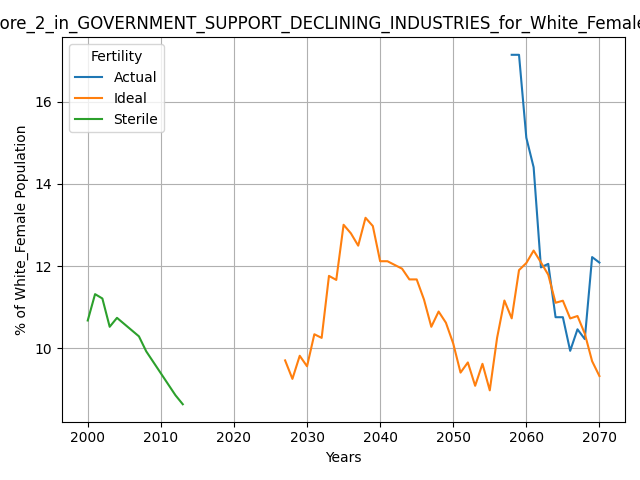 ore_2_in_GOVERNMENT_SUPPORT_DECLINING_INDUSTRIES_for_White_Female
Fertility
Actual
Ideal
Sterile
% of White_Female Population
16
14
12
10
2000 2010 2020 2030 2040 2050 2060 2070
Years